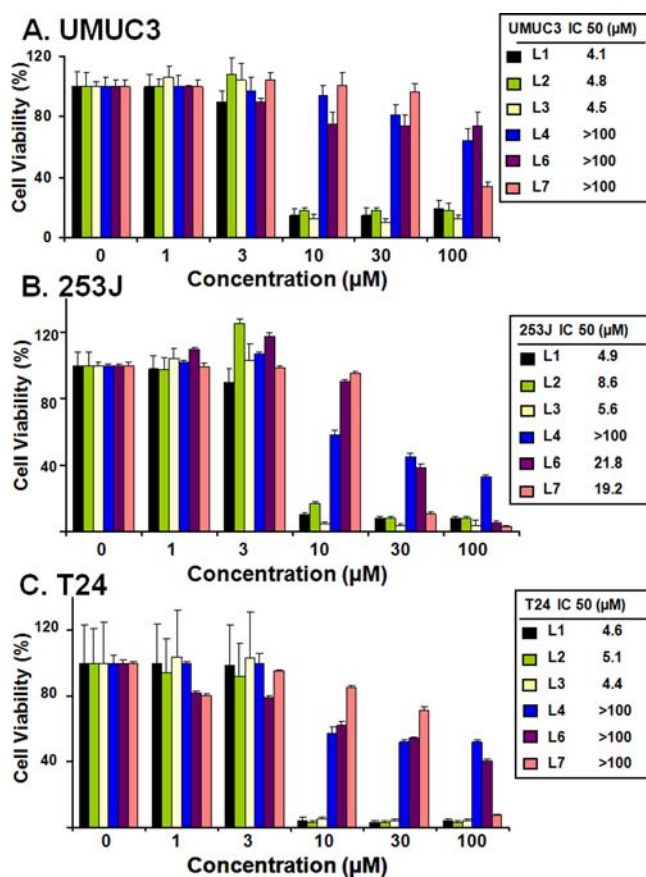 A. UMUC3
Cell Viability (%)
120
80
40
0
0 1 3 10 30 100
Concentration (µM)
UMUC3 IC 50 (µM)
L1 4.1
L2 4.8
L3 4.5
L4 >100
L6 >100
L7 >100
B. 253J
Cell Viability (%)
120
80
40
0 1 3 10 30 100
Concentration (µM)
253J IC 50 (µM)
L1 4.9
L2 8.6
L3 5.6
L4 >100
L6 21.8
L7 19.2
C. T24
Cell Viability (%)
120
80
40
0 1 3 10 30 100
Concentration (µM)
T24 IC 50 (µM)
L1 4.6
L2 5.1
L3 4.4
L4 >100
L6 >100
L7 >100